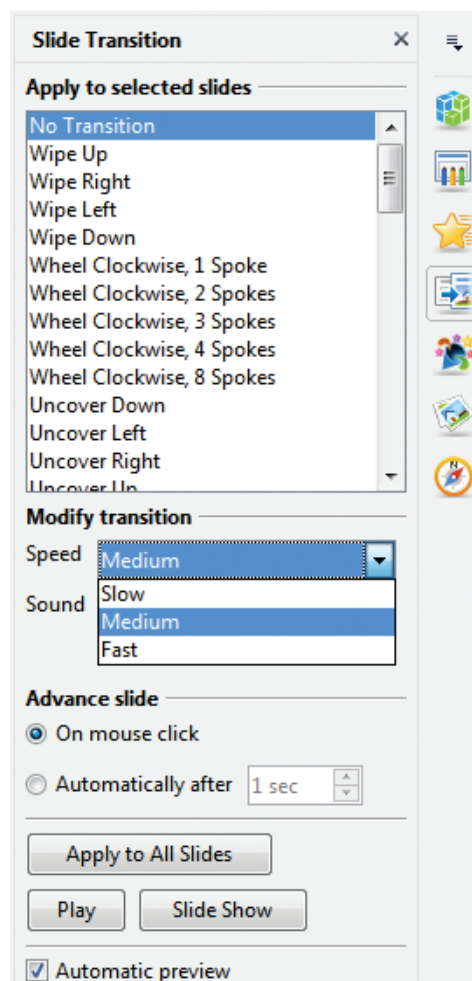 Slide Transition
Apply to selected slides
No Transition
Wipe Up
Wipe Right
Wipe Left
Wipe Down
Wheel Clockwise, 1 Spoke
Wheel Clockwise, 2 Spokes
Wheel Clockwise, 3 Spokes
Wheel Clockwise, 4 Spokes
Wheel Clockwise, 8 Spokes
Uncover Down
Uncover Left
Uncover Right
Uncover Up
Modify transition
Speed Medium
Slow
Sound Medium
Fast
Advance slide
On mouse click
Automatically after 1 sec
Apply to All Slides
Play Slide Show
Automatic preview
N